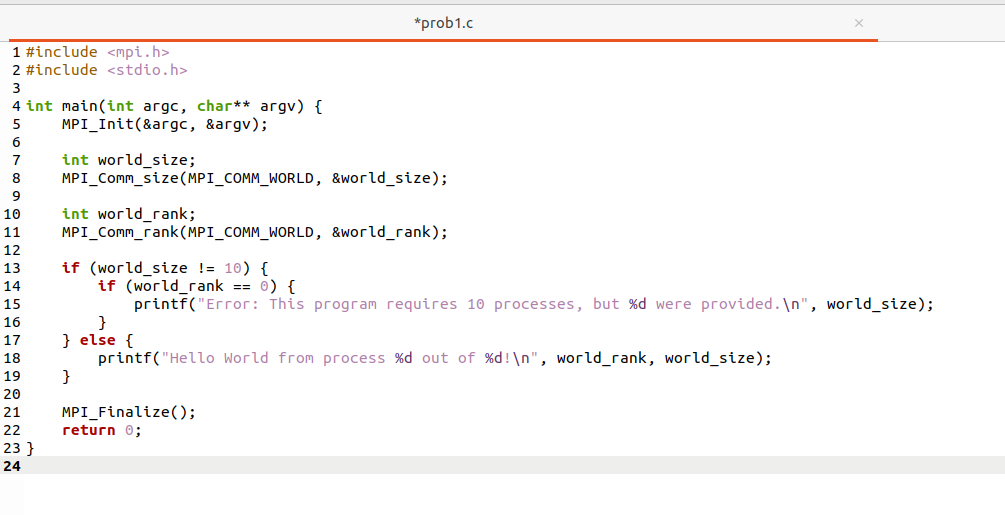 *prob1.c ×
1 #include <mpi.h>
2 #include <stdio.h>
3
4 int main(int argc, char** argv) {
5     MPI_Init(&argc, &argv);
6
7     int world_size;
8     MPI_Comm_size(MPI_COMM_WORLD, &world_size);
9
10     int world_rank;
11     MPI_Comm_rank(MPI_COMM_WORLD, &world_rank);
12
13     if (world_size != 10) {
14         if (world_rank == 0) {
15             printf("Error: This program requires 10 processes, but %d were provided.\n", world_size);
16         }
17     } else {
18         printf("Hello World from process %d out of %d!\n", world_rank, world_size);
19     }
20
21     MPI_Finalize();
22     return 0;
23 }
24